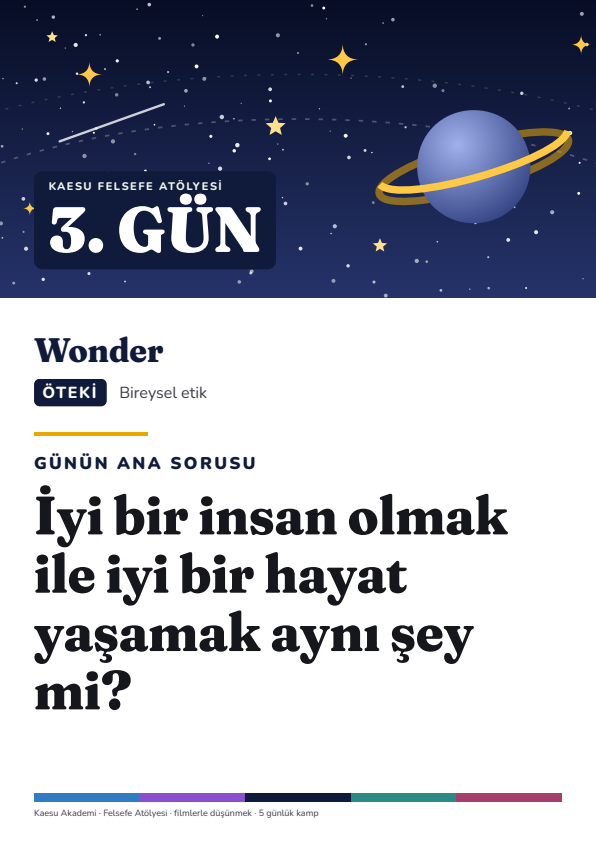 KAESU FELSEFE ATÖLYESİ
3. GÜN
Wonder
ÖTEKİ Bireysel etik
GÜNÜN ANA SORUSU
İyi bir insan olmak
ile iyi bir hayat
yaşamak aynı şey
mi?
Kaesu Akademi · Felsefe Atölyesi · filmlerle düşünmek · 5 günlük kamp